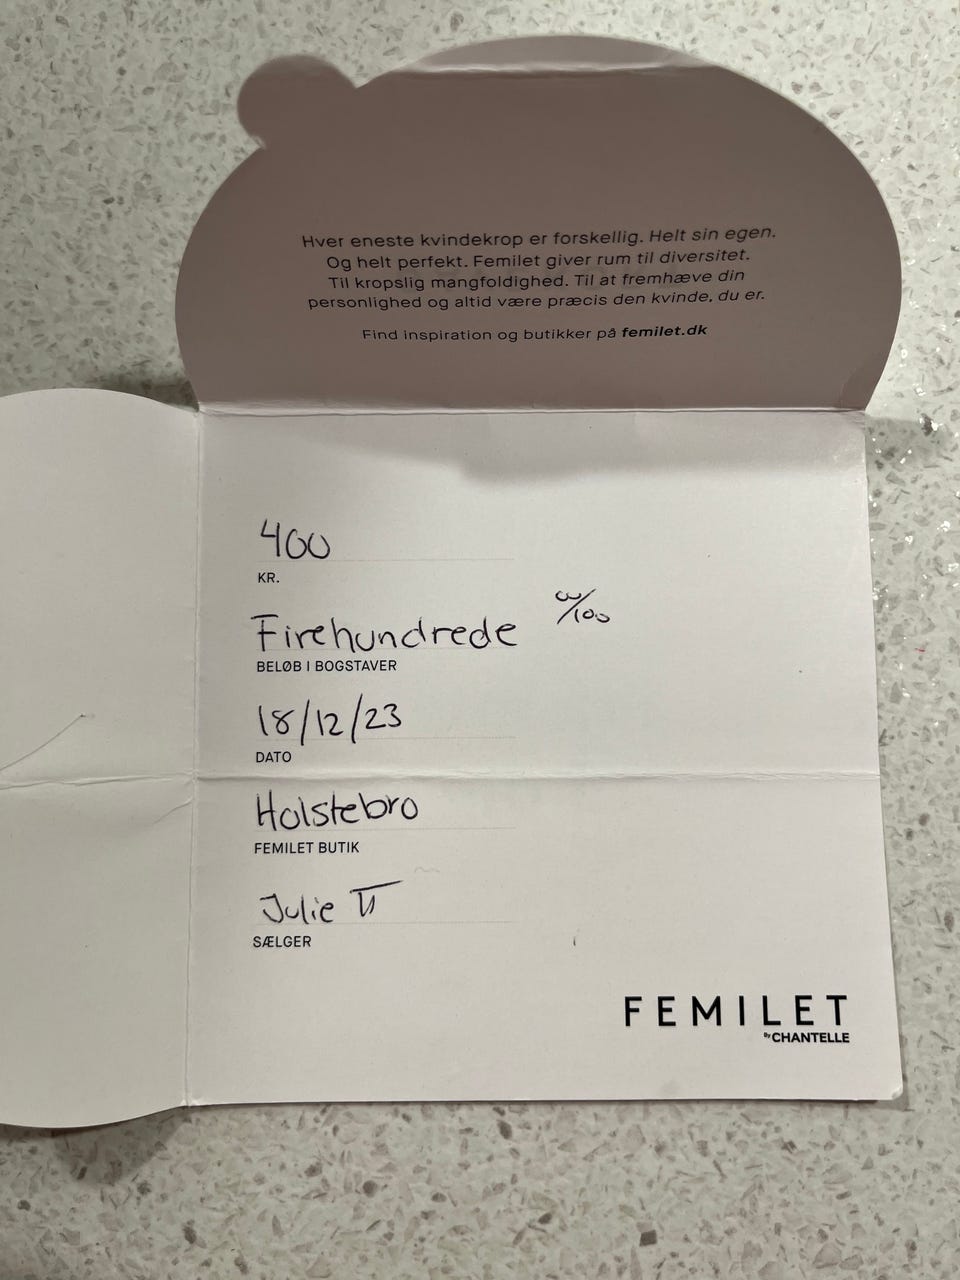 Hver eneste kvindekrop er forskellig. Helt sin egen.
Og helt perfekt. Femilet giver rum til diversitet.
Til kropslig mangfoldighed. Til at fremhæve din
personlighed og altid være præcis den kvinde, du er.
Find inspiration og butikker på femilet.dk
400
KR.
Firehundrede 00/100
BELØB I BOGSTAVER
18/12/23
DATO
Holstebro
FEMILET BUTIK
Julie
SÆLGER
FEMILET
By CHANTELLE